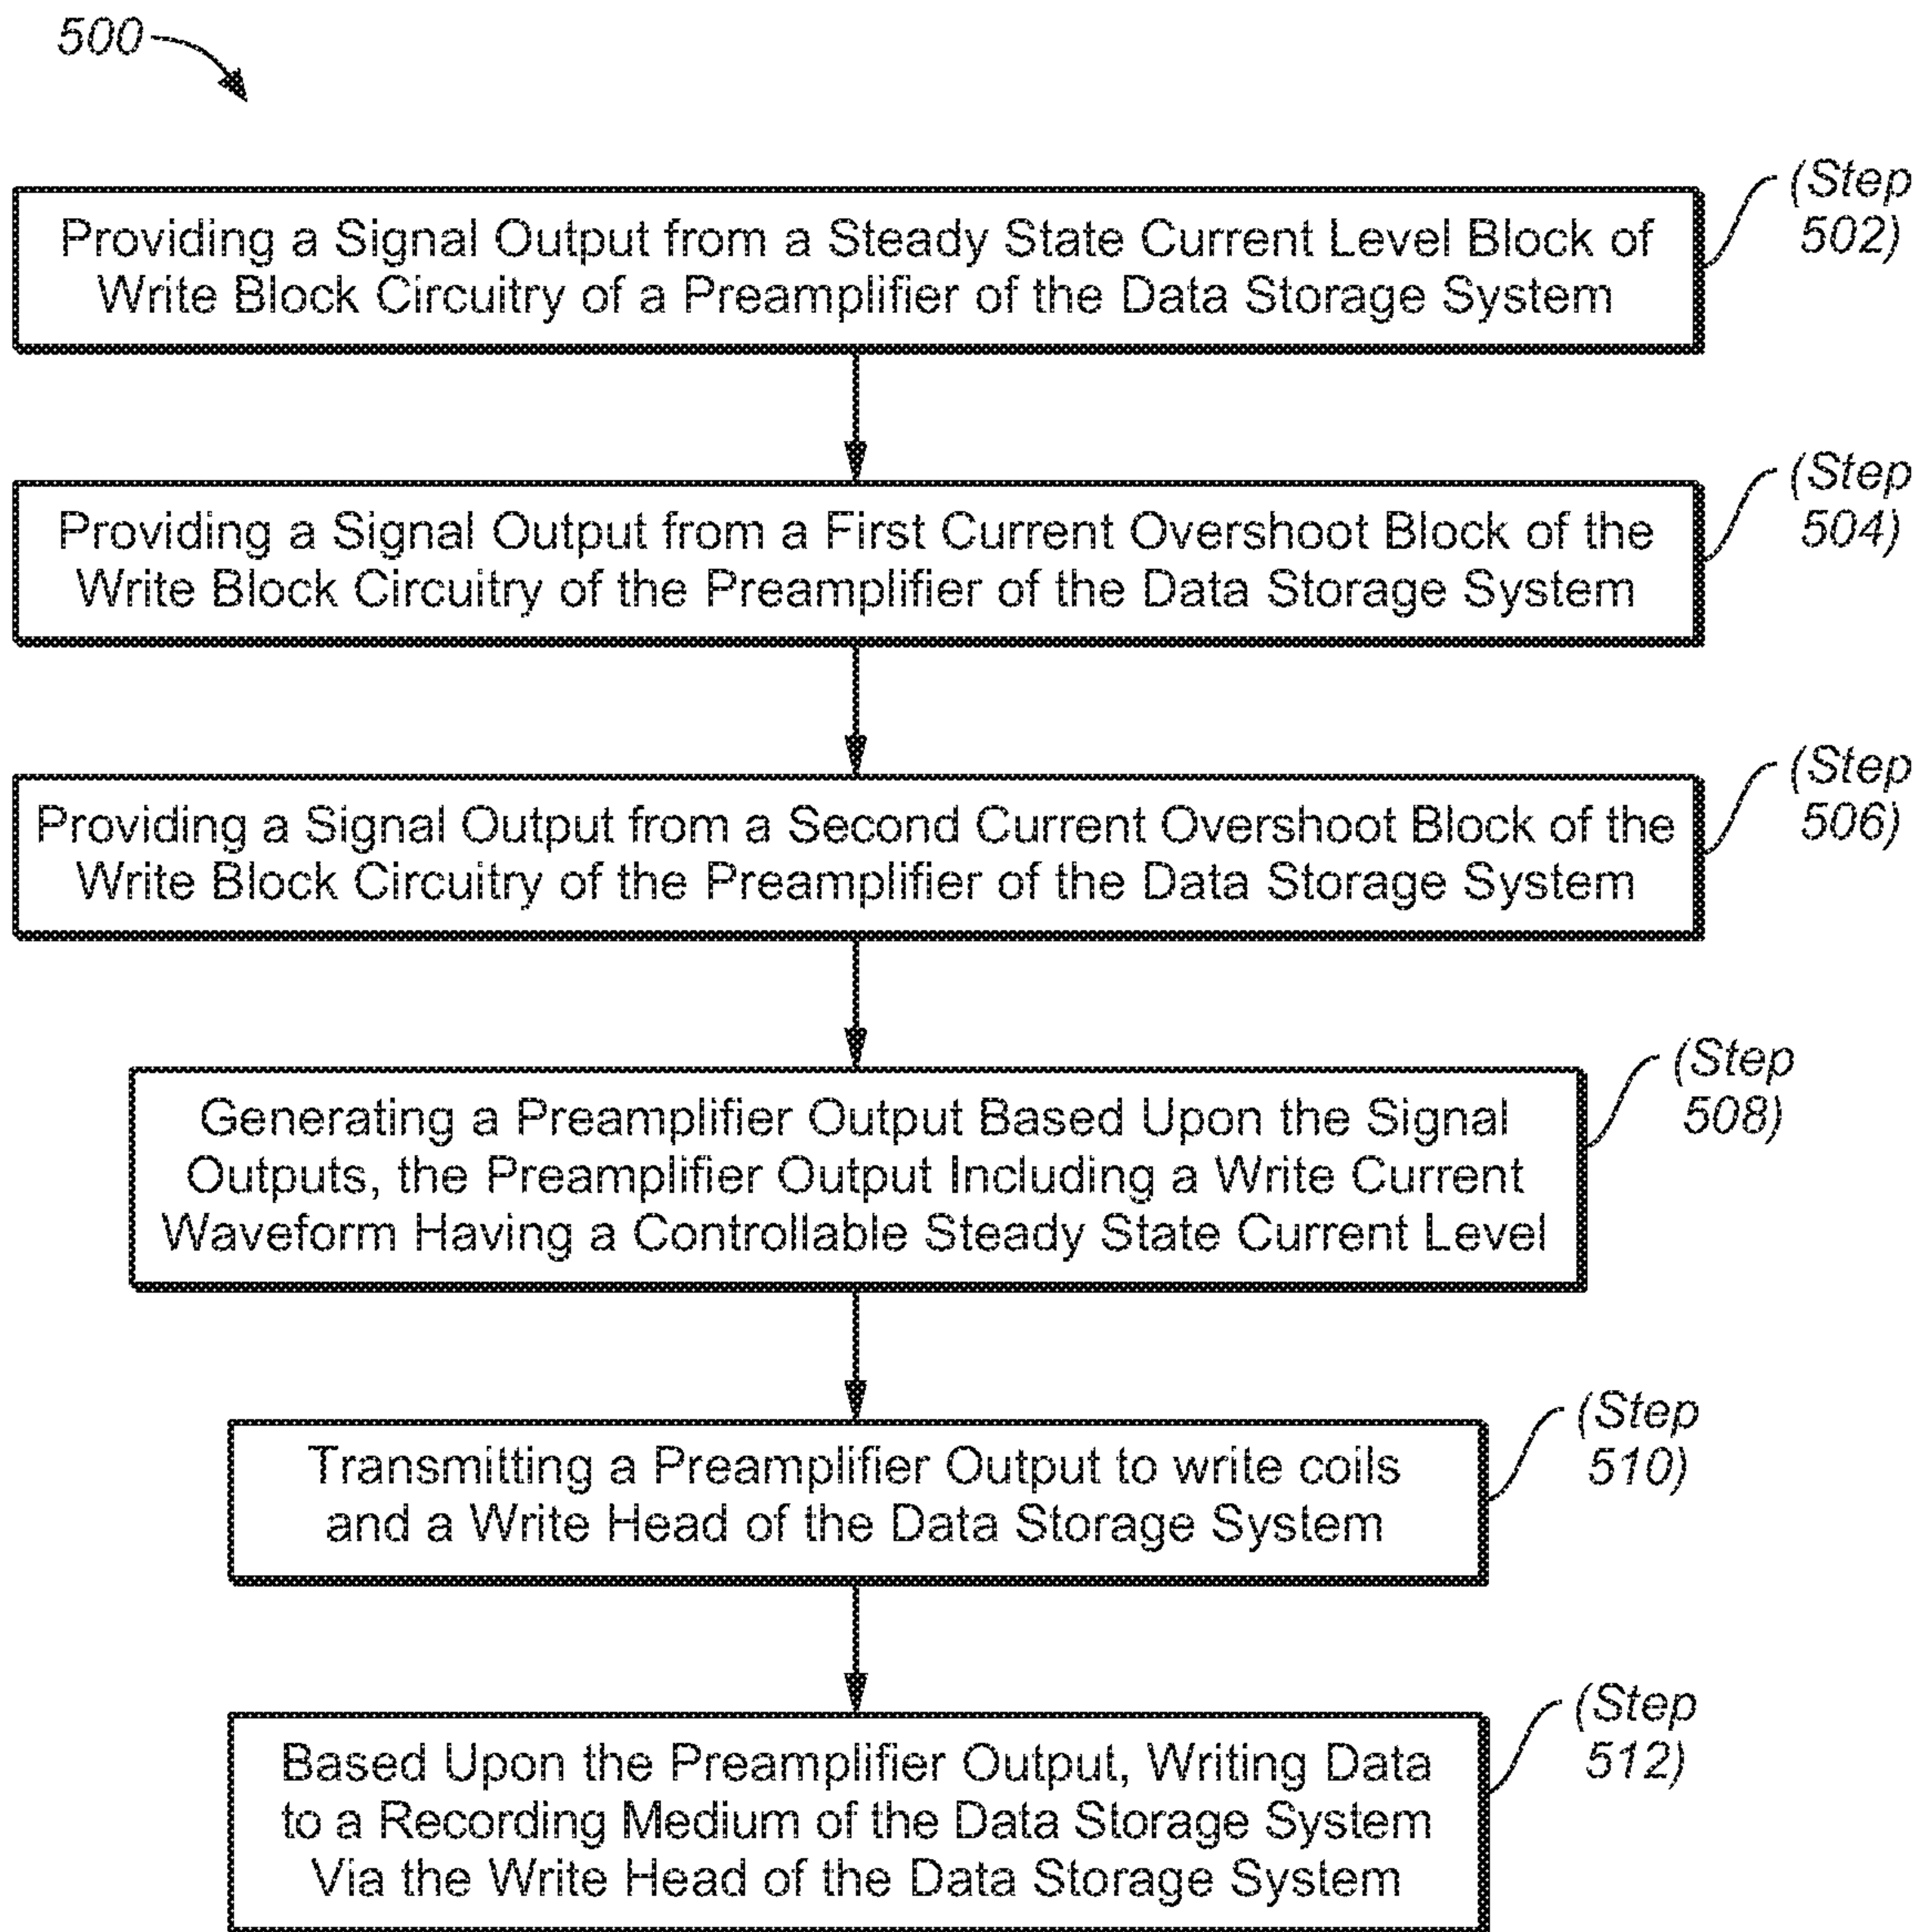 500
(Step
502)
Providing a Signal Output from a Steady State Current Level Block of
Write Block Circuitry of a Preamplifier of the Data Storage System
(Step
504)
Providing a Signal Output from a First Current Overshoot Block of the
Write Block Circuitry of the Preamplifier of the Data Storage System
(Step
506)
Providing a Signal Output from a Second Current Overshoot Block of the
Write Block Circuitry of the Preamplifier of the Data Storage System
(Step
508)
Generating a Preamplifier Output Based Upon the Signal
Outputs, the Preamplifier Output Including a Write Current
Waveform Having a Controllable Steady State Current Level
(Step
510)
Transmitting a Preamplifier Output to write coils
and a Write Head of the Data Storage System
(Step
512)
Based Upon the Preamplifier Output, Writing Data
to a Recording Medium of the Data Storage System
Via the Write Head of the Data Storage System